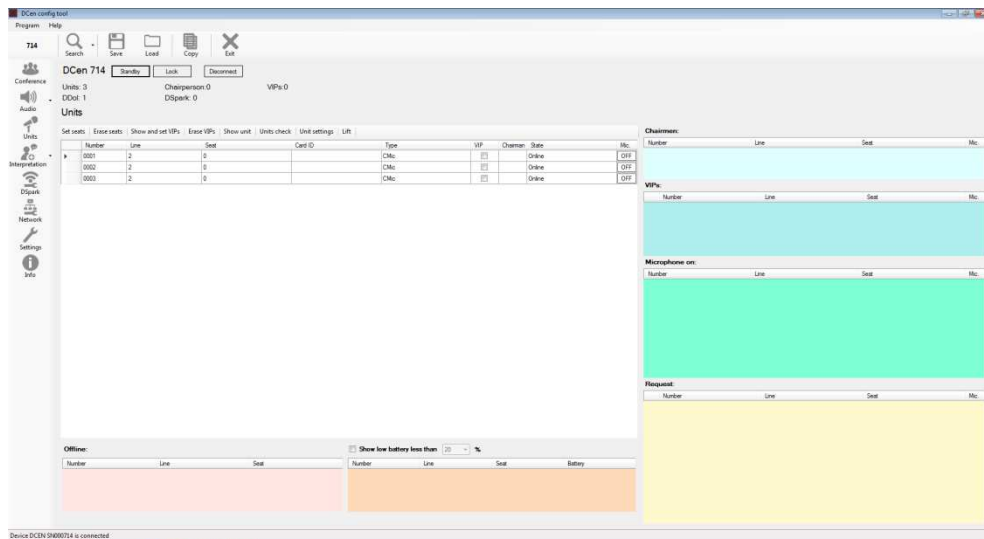 DCen config tool
Program Help
714 Search Save Load Copy Exit
DCen 714 Standby Lock Disconnect
Units: 3 Chairperson:0 VIPs:0
DDol: 1 DSpark: 0
Units
Conference
Audio
Units
Interpretation
DSpark
Network
Settings
Info
Set seats Erase seats Show and set VIPs Erase VIPs Show unit Units check Unit settings Lift
Number Line Seat Card ID Type VIP Chairman State Mic.
0001 2 0 CMic Online OFF
0002 2 0 CMic Online OFF
0003 2 0 CMic Online OFF
Chairmen:
Number Line Seat Mic.
VIPs:
Number Line Seat Mic.
Microphone on:
Number Line Seat Mic.
Request:
Number Line Seat Mic.
Offline:
Number Line Seat
Show low battery less than 20 %
Number Line Seat Battery
Device DCEN SN000714 is connected